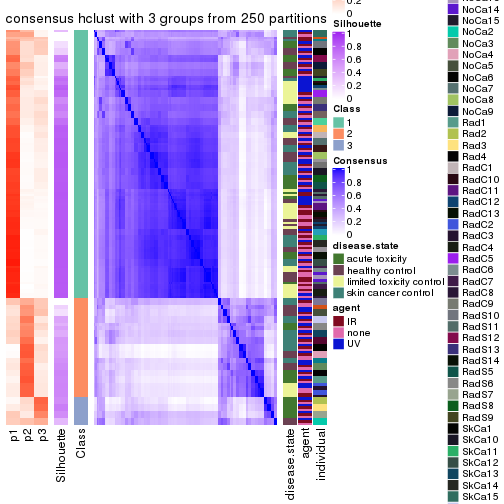 consensus hclust with 3 groups from 250 partitions
p1
p2
p3
Silhouette
Class
disease.state
agent
individual
0.2
0
Silhouette
1
0.8
0.6
0.4
0.2
0
Class
1
2
3
Consensus
1
0.8
0.6
0.4
0.2
0
disease.state
acute toxicity
healthy control
limited toxicity control
skin cancer control
agent
IR
none
UV
NoCa14
NoCa15
NoCa2
NoCa3
NoCa4
NoCa5
NoCa6
NoCa7
NoCa8
NoCa9
Rad1
Rad2
Rad3
Rad4
RadC1
RadC10
RadC11
RadC12
RadC13
RadC2
RadC3
RadC4
RadC5
RadC6
RadC7
RadC8
RadC9
RadS10
RadS11
RadS12
RadS13
RadS14
RadS5
RadS6
RadS7
RadS8
RadS9
SkCa1
SkCa10
SkCa11
SkCa12
SkCa13
SkCa14
SkCa15